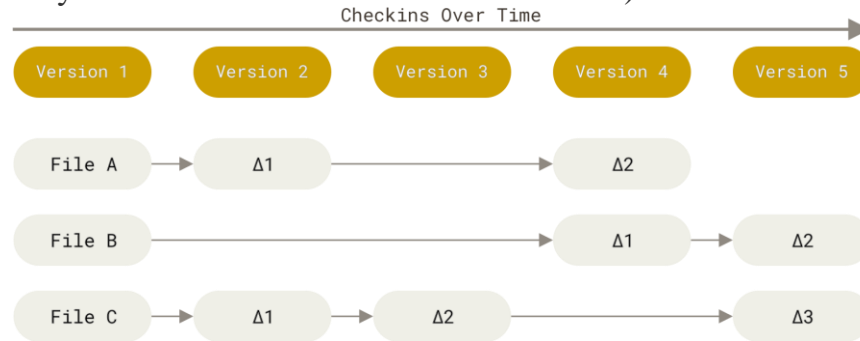 Checkins Over Time
Version 1 Version 2 Version 3 Version 4 Version 5
File A Δ1 Δ2
File B Δ1 Δ2
File C Δ1 Δ2 Δ3